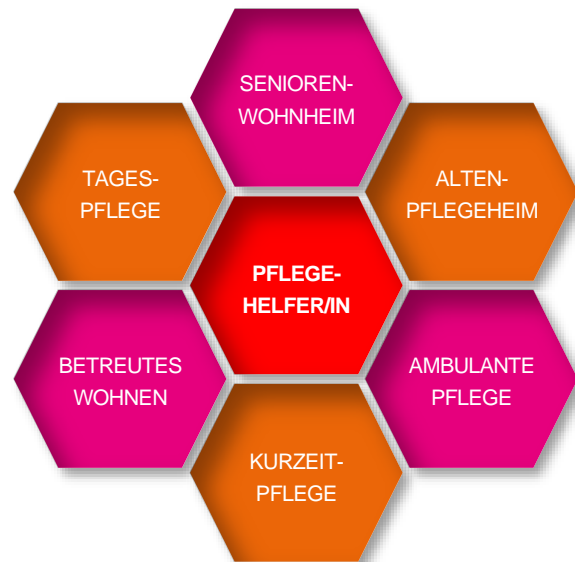 SENIOREN-
WOHNHEIM
TAGES-
PFLEGE
ALTEN-
PFLEGEHEIM
PFLEGE-
HELFER/IN
BETREUTES
WOHNEN
AMBULANTE
PFLEGE
KURZEIT-
PFLEGE